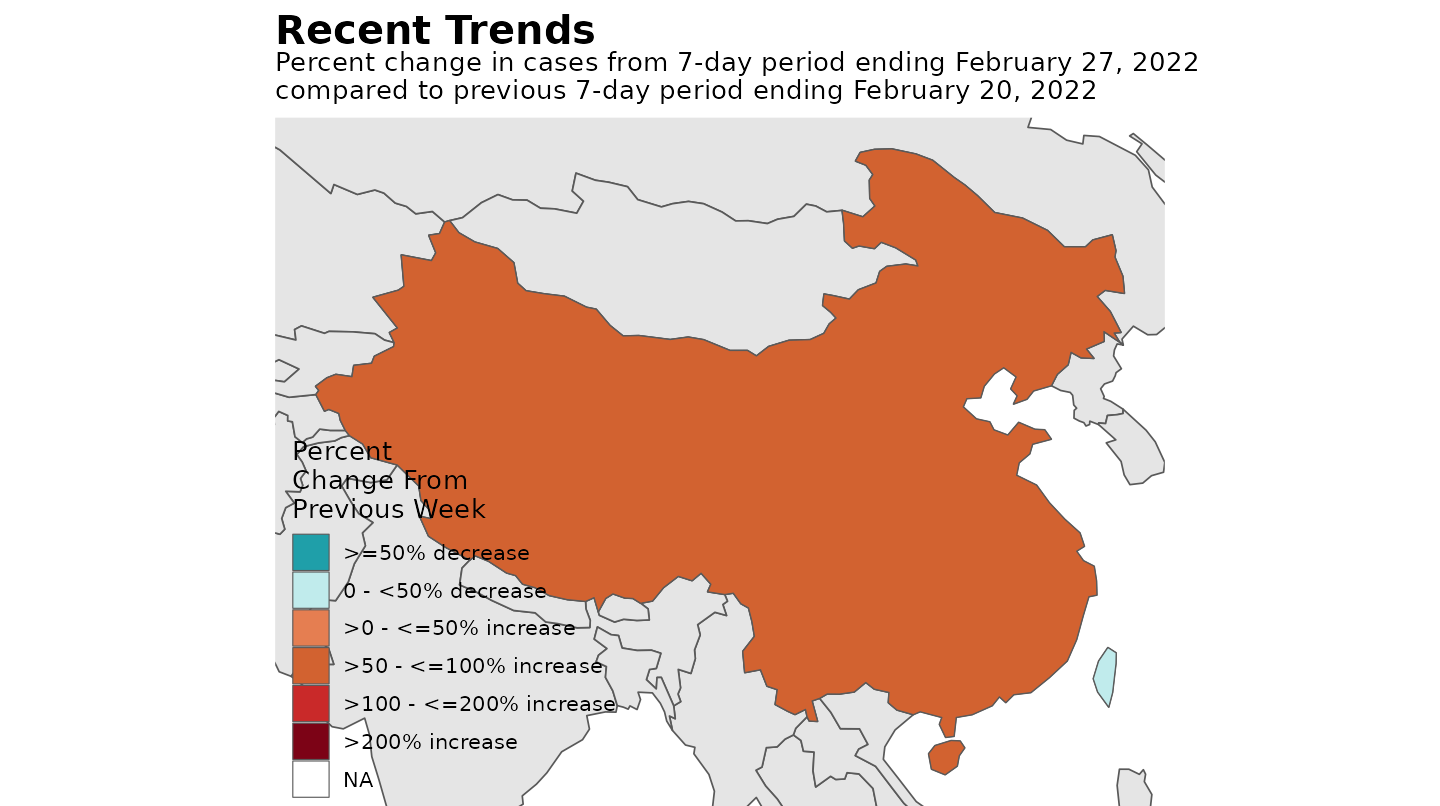 Recent Trends
Percent change in cases from 7-day period ending February 27, 2022
compared to previous 7-day period ending February 20, 2022
Percent
Change From
Previous Week
>=50% decrease
0 - <50% decrease
>0 - <=50% increase
>50 - <=100% increase
>100 - <=200% increase
>200% increase
NA